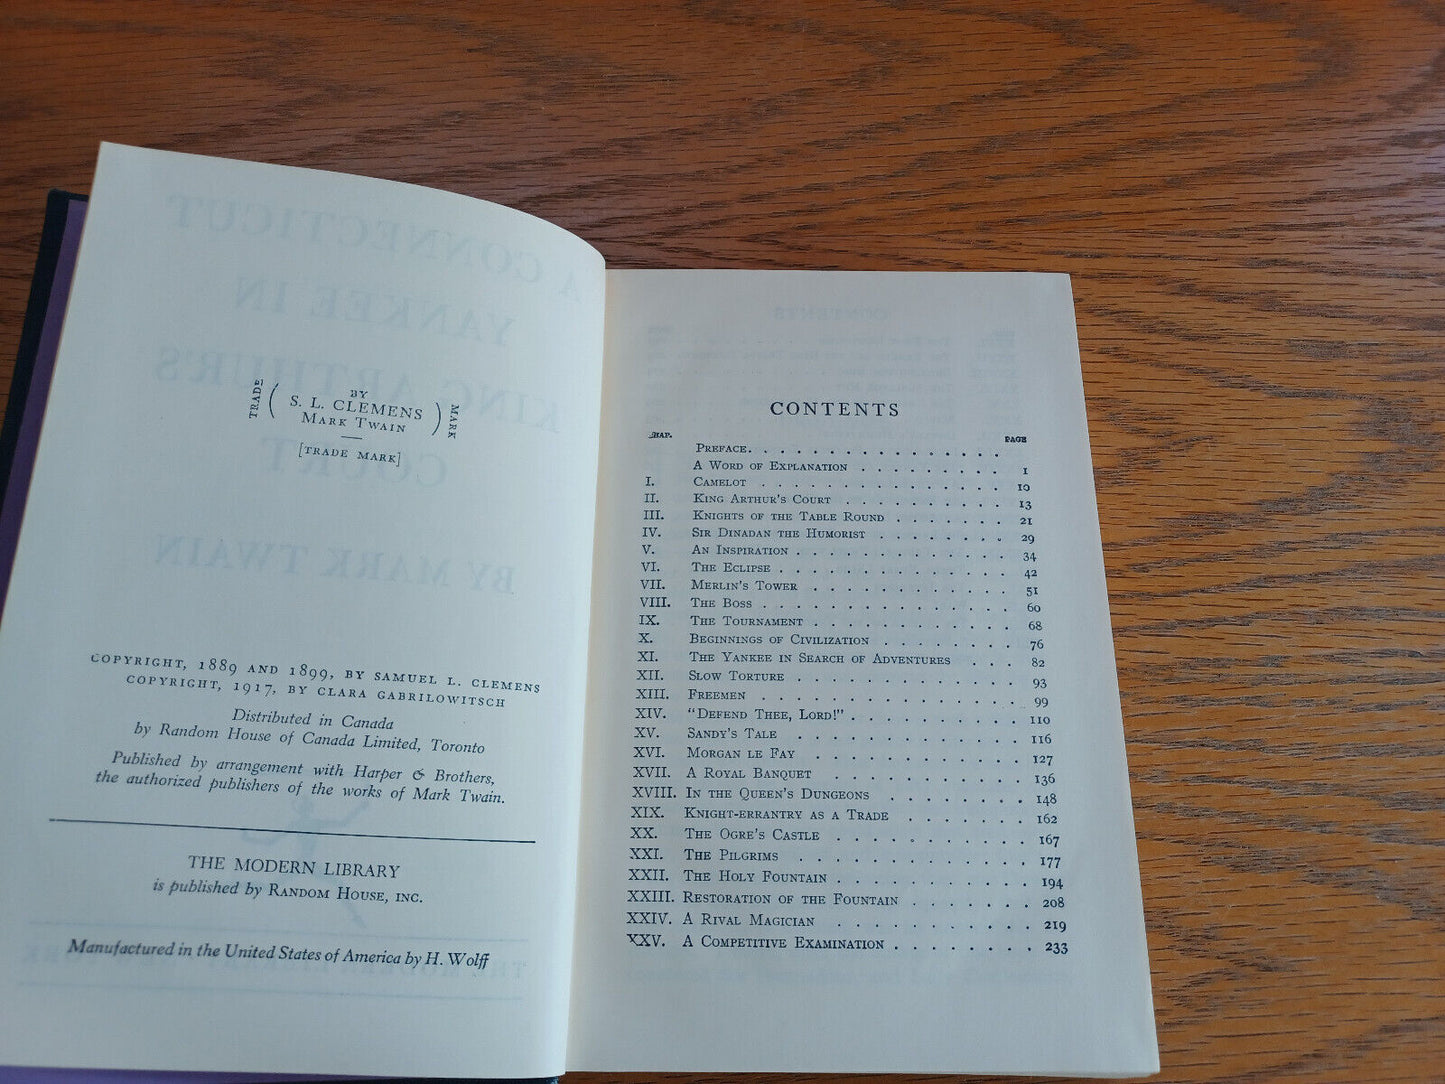 TRADE ( BY ) MARK
S. L. CLEMENS
MARK TWAIN
[TRADE MARK]
COPYRIGHT, 1889 AND 1899, BY SAMUEL L. CLEMENS
COPYRIGHT, 1917, BY CLARA GABRILOWITSCH
Distributed in Canada
by Random House of Canada Limited, Toronto
Published by arrangement with Harper & Brothers,
the authorized publishers of the works of Mark Twain.
THE MODERN LIBRARY
is published by RANDOM HOUSE, INC.
Manufactured in the United States of America by H. Wolff
CONTENTS
HAP. PAGE
PREFACE. . . . . . . . . . . . . . .
A WORD OF EXPLANATION . . . . . . . . . 1
I. CAMELOT . . . . . . . . . . . . . . . 10
II. KING ARTHUR'S COURT . . . . . . . . . . 13
III. KNIGHTS OF THE TABLE ROUND . . . . . . . 21
IV. SIR DINADAN THE HUMORIST . . . . . . . . 29
V. AN INSPIRATION . . . . . . . . . . . . . 34
VI. THE ECLIPSE . . . . . . . . . . . . . . 42
VII. MERLIN'S TOWER . . . . . . . . . . . . 51
VIII. THE BOSS . . . . . . . . . . . . . . . 60
IX. THE TOURNAMENT . . . . . . . . . . . . 68
X. BEGINNINGS OF CIVILIZATION . . . . . . . . 76
XI. THE YANKEE IN SEARCH OF ADVENTURES . . . 82
XII. SLOW TORTURE . . . . . . . . . . . . . 93
XIII. FREEMEN . . . . . . . . . . . . . . . 99
XIV. "DEFEND THEE, LORD!" . . . . . . . . . . 110
XV. SANDY'S TALE . . . . . . . . . . . . . 116
XVI. MORGAN LE FAY . . . . . . . . . . . . 127
XVII. A ROYAL BANQUET . . . . . . . . . . . 136
XVIII. IN THE QUEEN'S DUNGEONS . . . . . . . 148
XIX. KNIGHT-ERRANTRY AS A TRADE . . . . . . . 162
XX. THE OGRE'S CASTLE . . . . . . . . . . . 167
XXI. THE PILGRIMS . . . . . . . . . . . . . 177
XXII. THE HOLY FOUNTAIN . . . . . . . . . . 194
XXIII. RESTORATION OF THE FOUNTAIN . . . . . . 208
XXIV. A RIVAL MAGICIAN . . . . . . . . . . . 219
XXV. A COMPETITIVE EXAMINATION . . . . . . . . 233